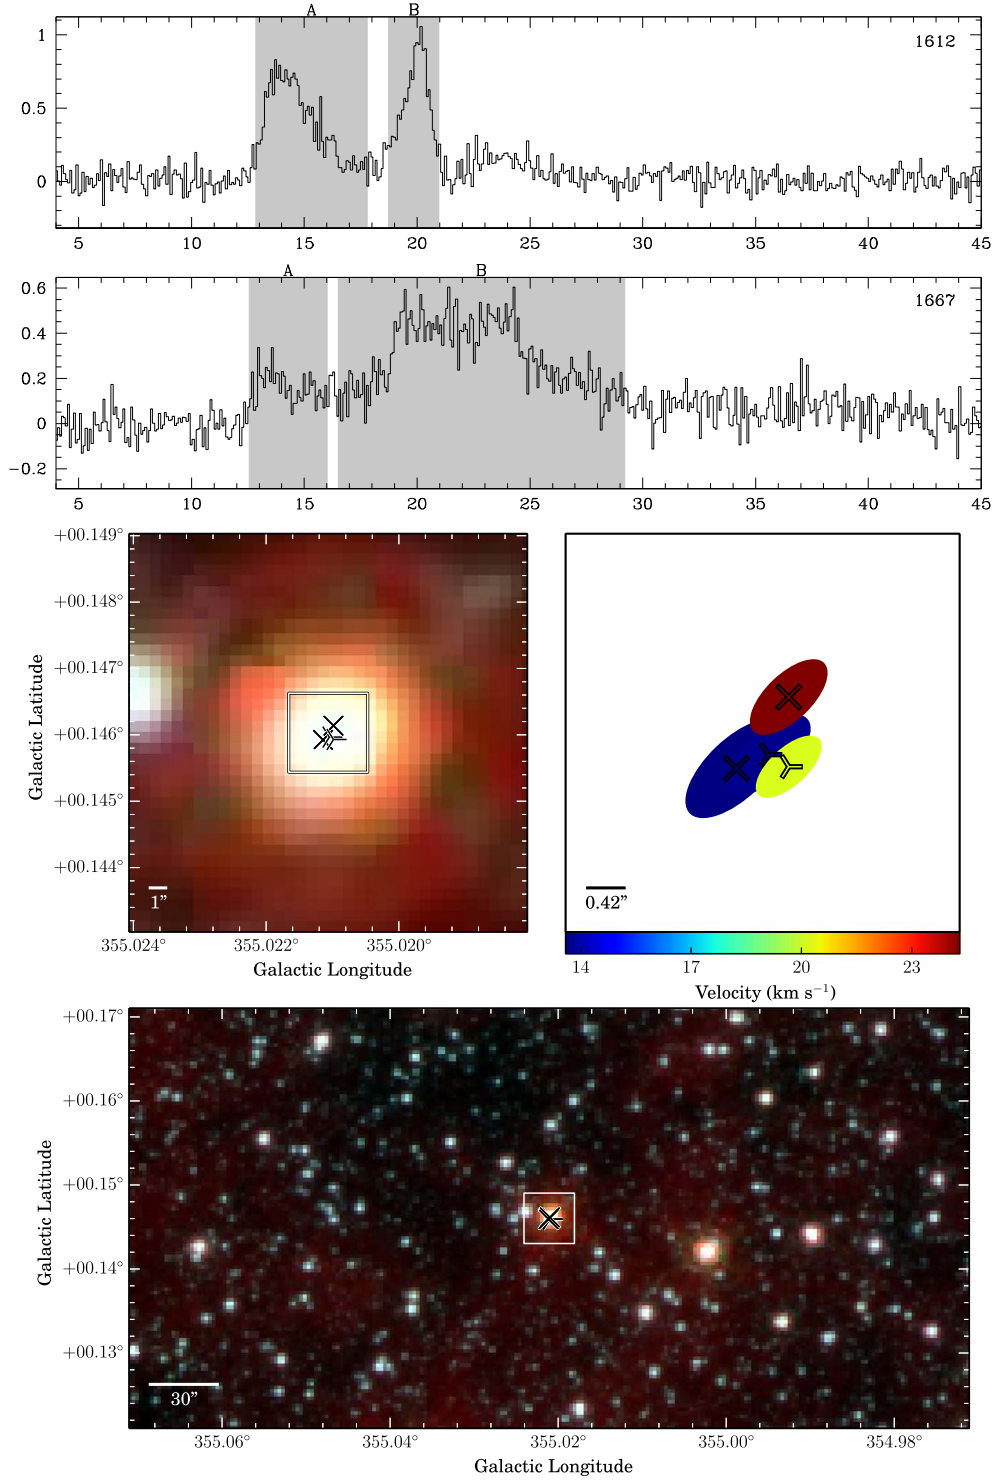 A B
1612
1
0.5
0
5 10 15 20 25 30 35 40 45
A B
1667
0.6
0.4
0.2
0
−0.2
5 10 15 20 25 30 35 40 45
+00.149°
+00.148°
+00.147°
+00.146°
+00.145°
+00.144°
Galactic Latitude
1"
355.024° 355.022° 355.020°
Galactic Longitude
0.42"
14 17 20 23
Velocity (km s⁻¹)
+00.17°
+00.16°
+00.15°
+00.14°
+00.13°
Galactic Latitude
30"
355.06° 355.04° 355.02° 355.00° 354.98°
Galactic Longitude